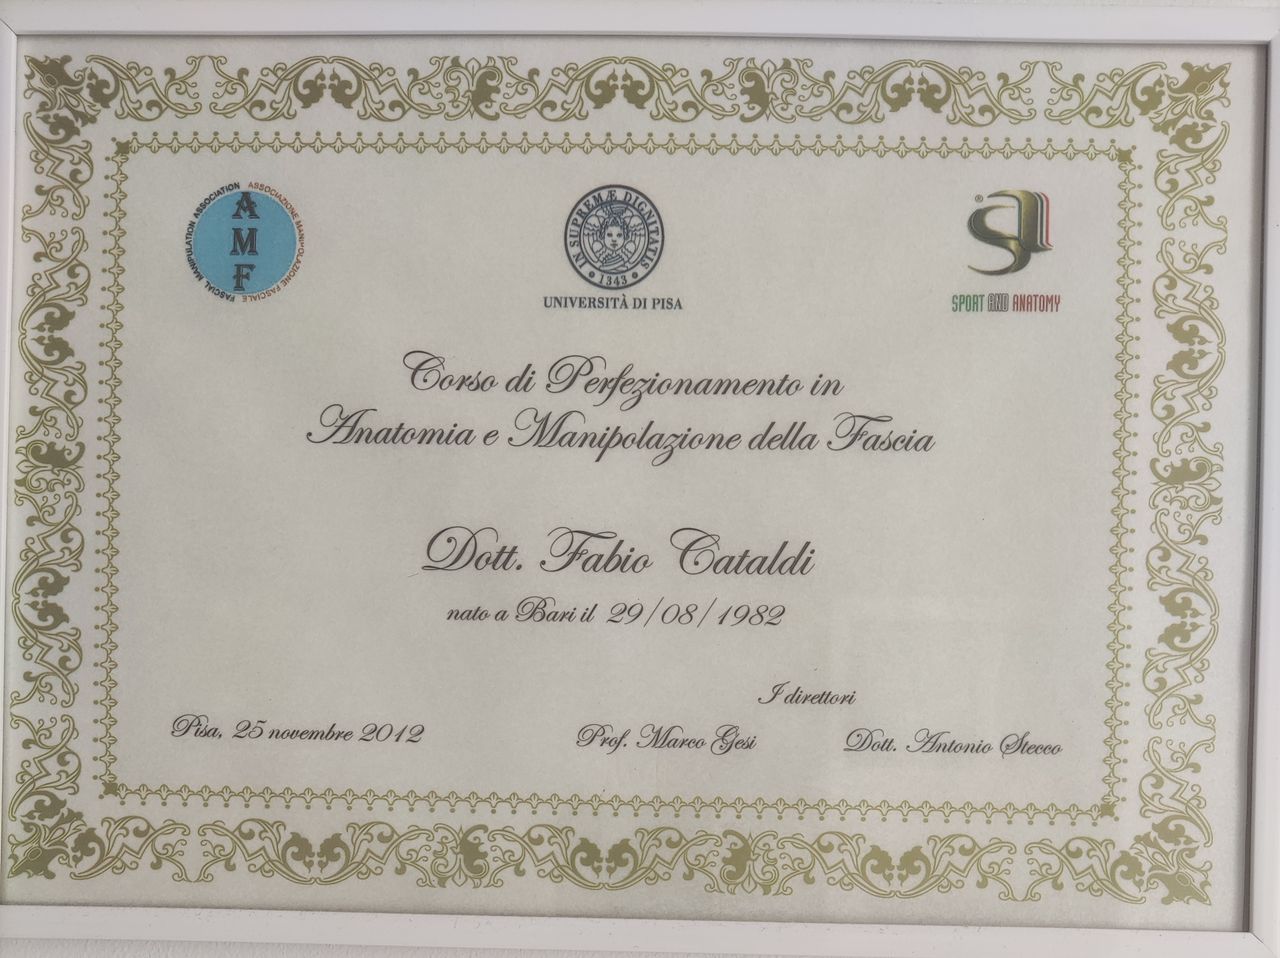 ASSOCIAZIONE MANIPOLAZIONE FASCIALE
FASCIAL MANIPULATION ASSOCIATION
A
M
F
IN SUPREMÆ DIGNITATIS
1343
UNIVERSITÀ DI PISA
®
SPORT AND ANATOMY
Corso di Perfezionamento in
Anatomia e Manipolazione della Fascia
Dott. Fabio Cataldi
nato a Bari il 29/08/1982
I direttori
Pisa, 25 novembre 2012 Prof. Marco Gesi Dott. Antonio Stecco